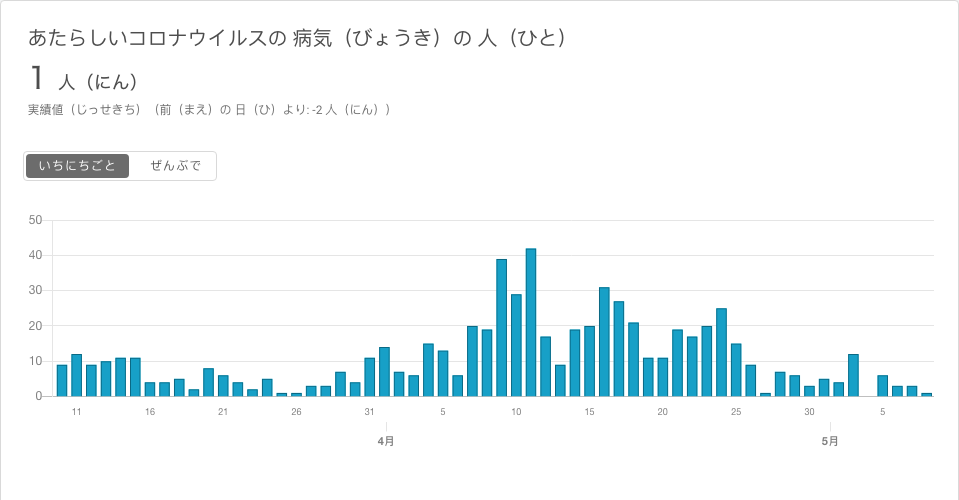 あたらしいコロナウイルスの 病気（びょうき）の 人（ひと）
1 人（にん）
実績値（じっせきち）（前（まえ）の 日（ひ）より: -2 人（にん））
いちにちごと ぜんぶで
50
40
30
20
10
0
11 16 21 26 31 5 10 15 20 25 30 5
4月 5月